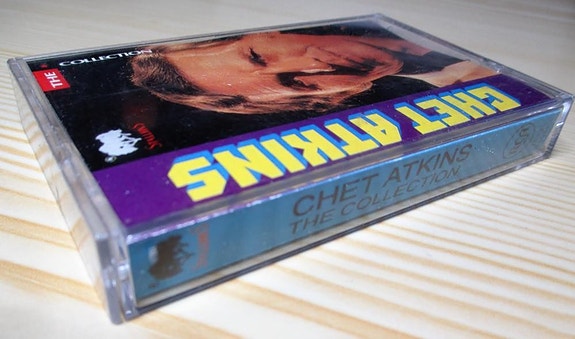 THE
COLLECTION
CHET ATKINS
CHET ATKINS
THE COLLECTION